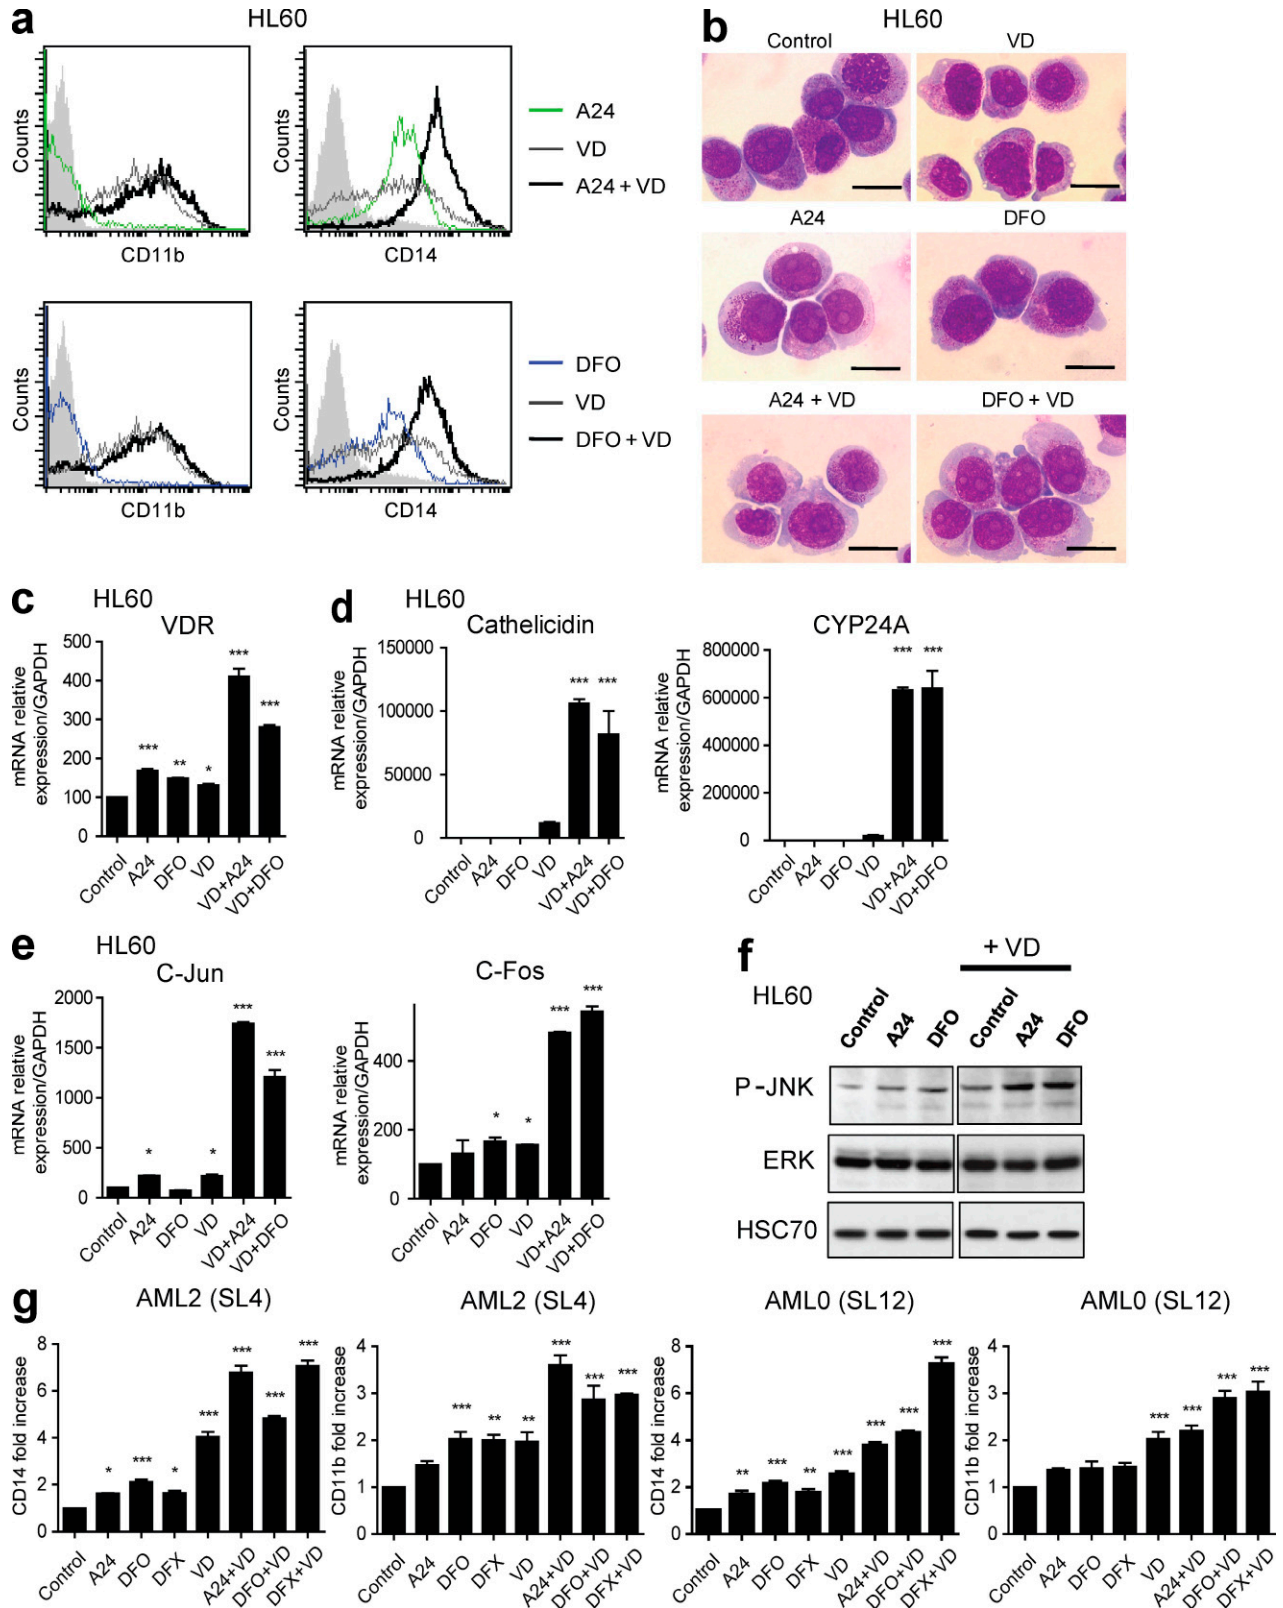 a HL60
Counts
CD11b
Counts
CD14
A24
VD
A24 + VD
Counts
CD11b
Counts
CD14
DFO
VD
DFO + VD
b HL60
Control VD
A24 DFO
A24 + VD DFO + VD
c HL60
VDR
mRNA relative
expression/GAPDH
500
400
300
200
100
0
***
**
*
***
***
Control A24 DFO VD VD+A24 VD+DFO
d HL60
Cathelicidin
mRNA relative
expression/GAPDH
150000
100000
50000
0
*** ***
Control A24 DFO VD VD+A24 VD+DFO
CYP24A
mRNA relative
expression/GAPDH
800000
600000
400000
200000
0
*** ***
Control A24 DFO VD VD+A24 VD+DFO
e HL60
C-Jun
mRNA relative
expression/GAPDH
2000
1500
1000
500
0
*
*
***
***
Control A24 DFO VD VD+A24 VD+DFO
C-Fos
mRNA relative
expression/GAPDH
400
200
0
*
*
***
***
Control A24 DFO VD VD+A24 VD+DFO
f
+ VD
HL60
Control A24 DFO Control A24 DFO
P-JNK
ERK
HSC70
g
AML2 (SL4)
CD14 fold increase
8
6
4
2
0
*
***
*
***
***
***
***
Control A24 DFO DFX VD A24+VD DFO+VD DFX+VD
AML2 (SL4)
CD11b fold increase
4
3
2
1
0
***
**
**
***
***
***
Control A24 DFO DFX VD A24+VD DFO+VD DFX+VD
AML0 (SL12)
CD14 fold increase
8
6
4
2
0
**
***
**
***
***
***
***
Control A24 DFO DFX VD A24+VD DFO+VD DFX+VD
AML0 (SL12)
CD11b fold increase
4
3
2
1
0
***
***
***
***
Control A24 DFO DFX VD A24+VD DFO+VD DFX+VD